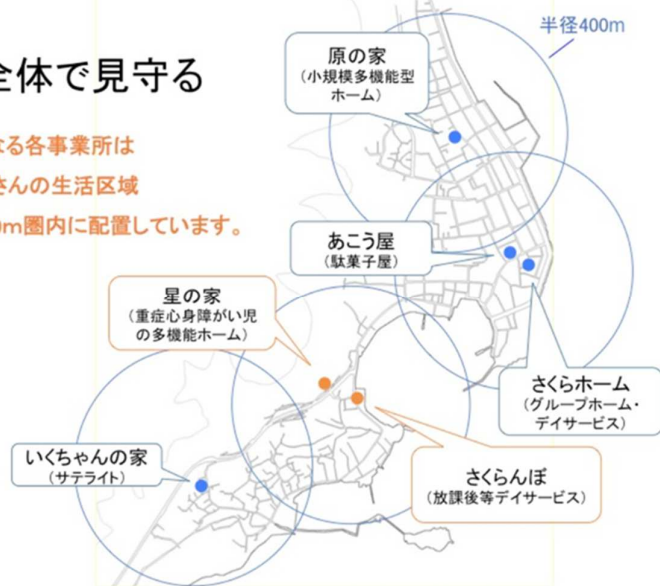 半径400m
全体で見守る
なる各事業所は
さんの生活区域
0m圏内に配置しています。
原の家
(小規模多機能型
ホーム)
あこう屋
(駄菓子屋)
星の家
(重症心身障がい児
の多機能ホーム)
さくらホーム
(グループホーム・
デイサービス)
いくちゃんの家
(サテライト)
さくらんぼ
(放課後等デイサービス)